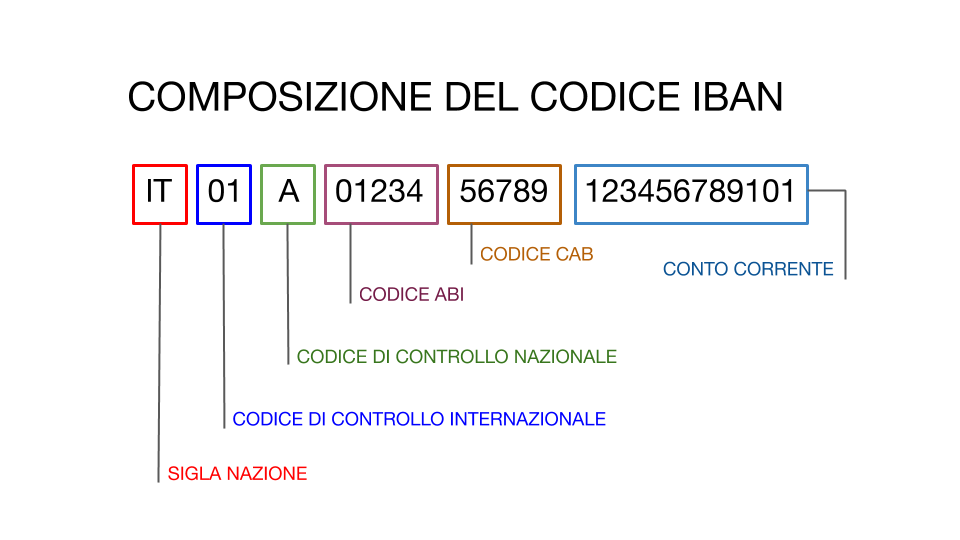 COMPOSIZIONE DEL CODICE IBAN
IT 01 A 01234 56789 123456789101
CODICE CAB
CONTO CORRENTE
CODICE ABI
CODICE DI CONTROLLO NAZIONALE
CODICE DI CONTROLLO INTERNAZIONALE
SIGLA NAZIONE